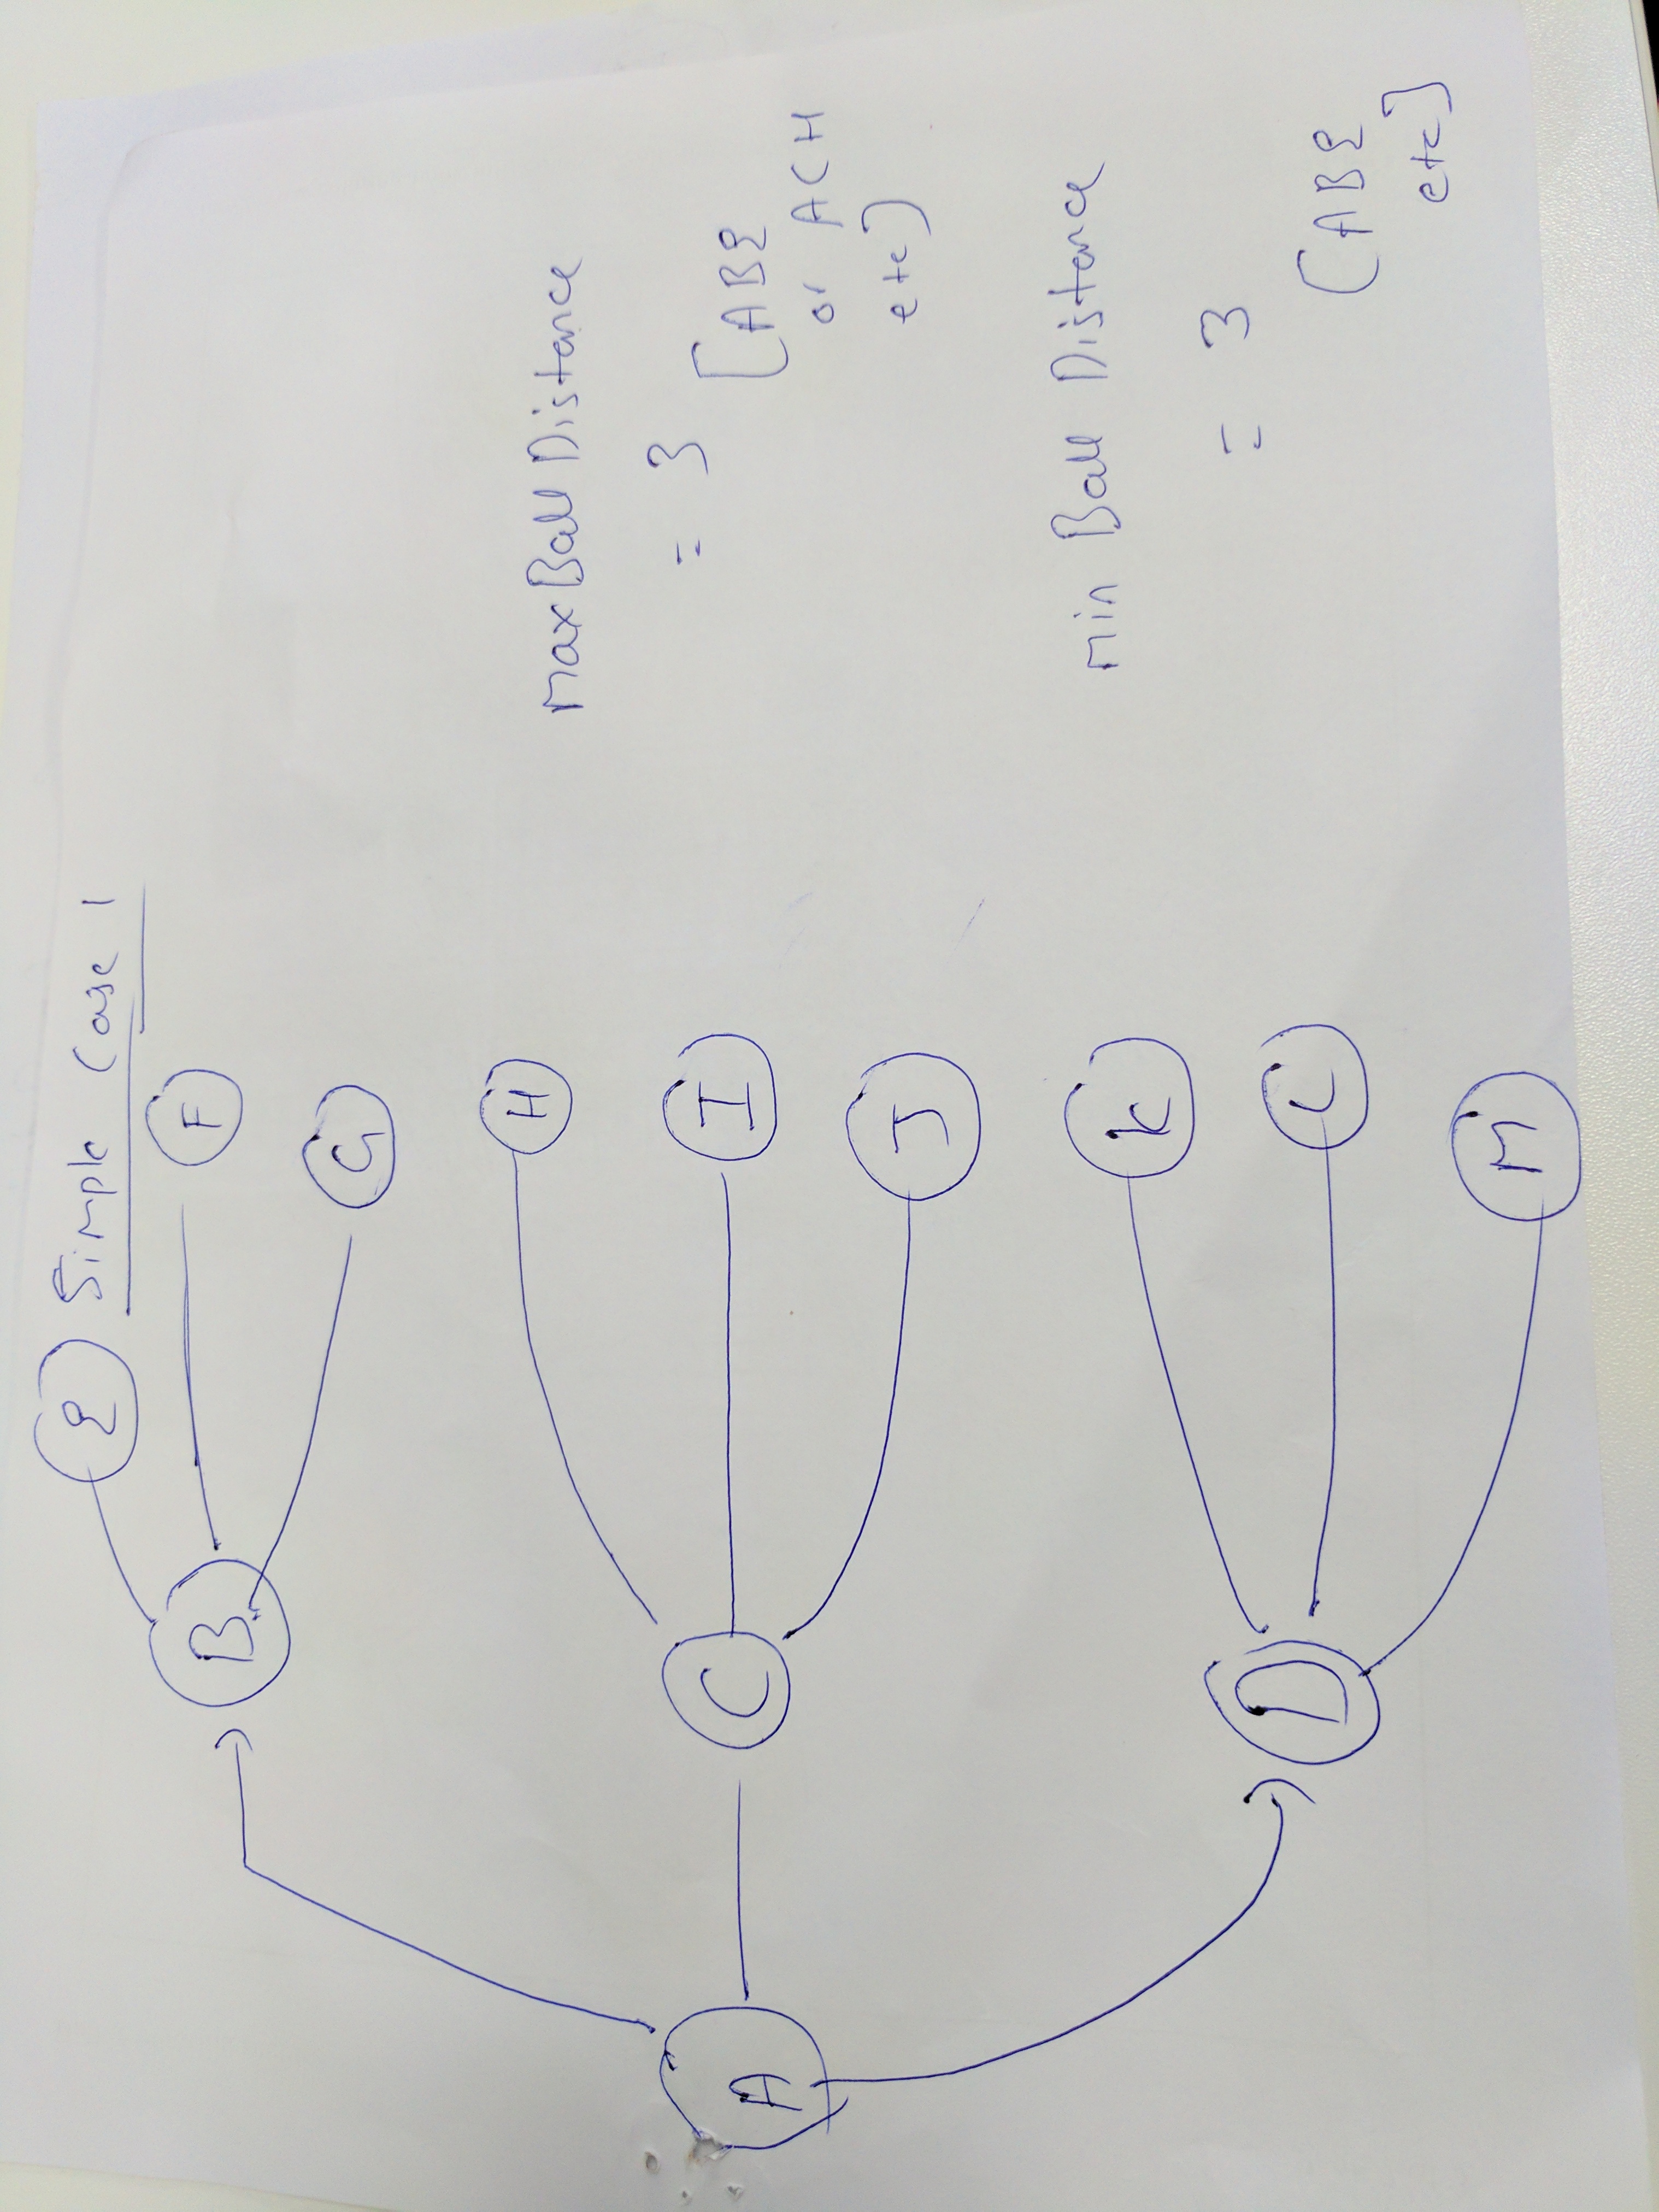 E Simple Case 1
F
B
G
H
Max Ball Distance
= 3
[ABE
or ACH
etc]
A
C
I
J
K
Min Ball Distance
= 3
[ABE
etc]
D
L
M